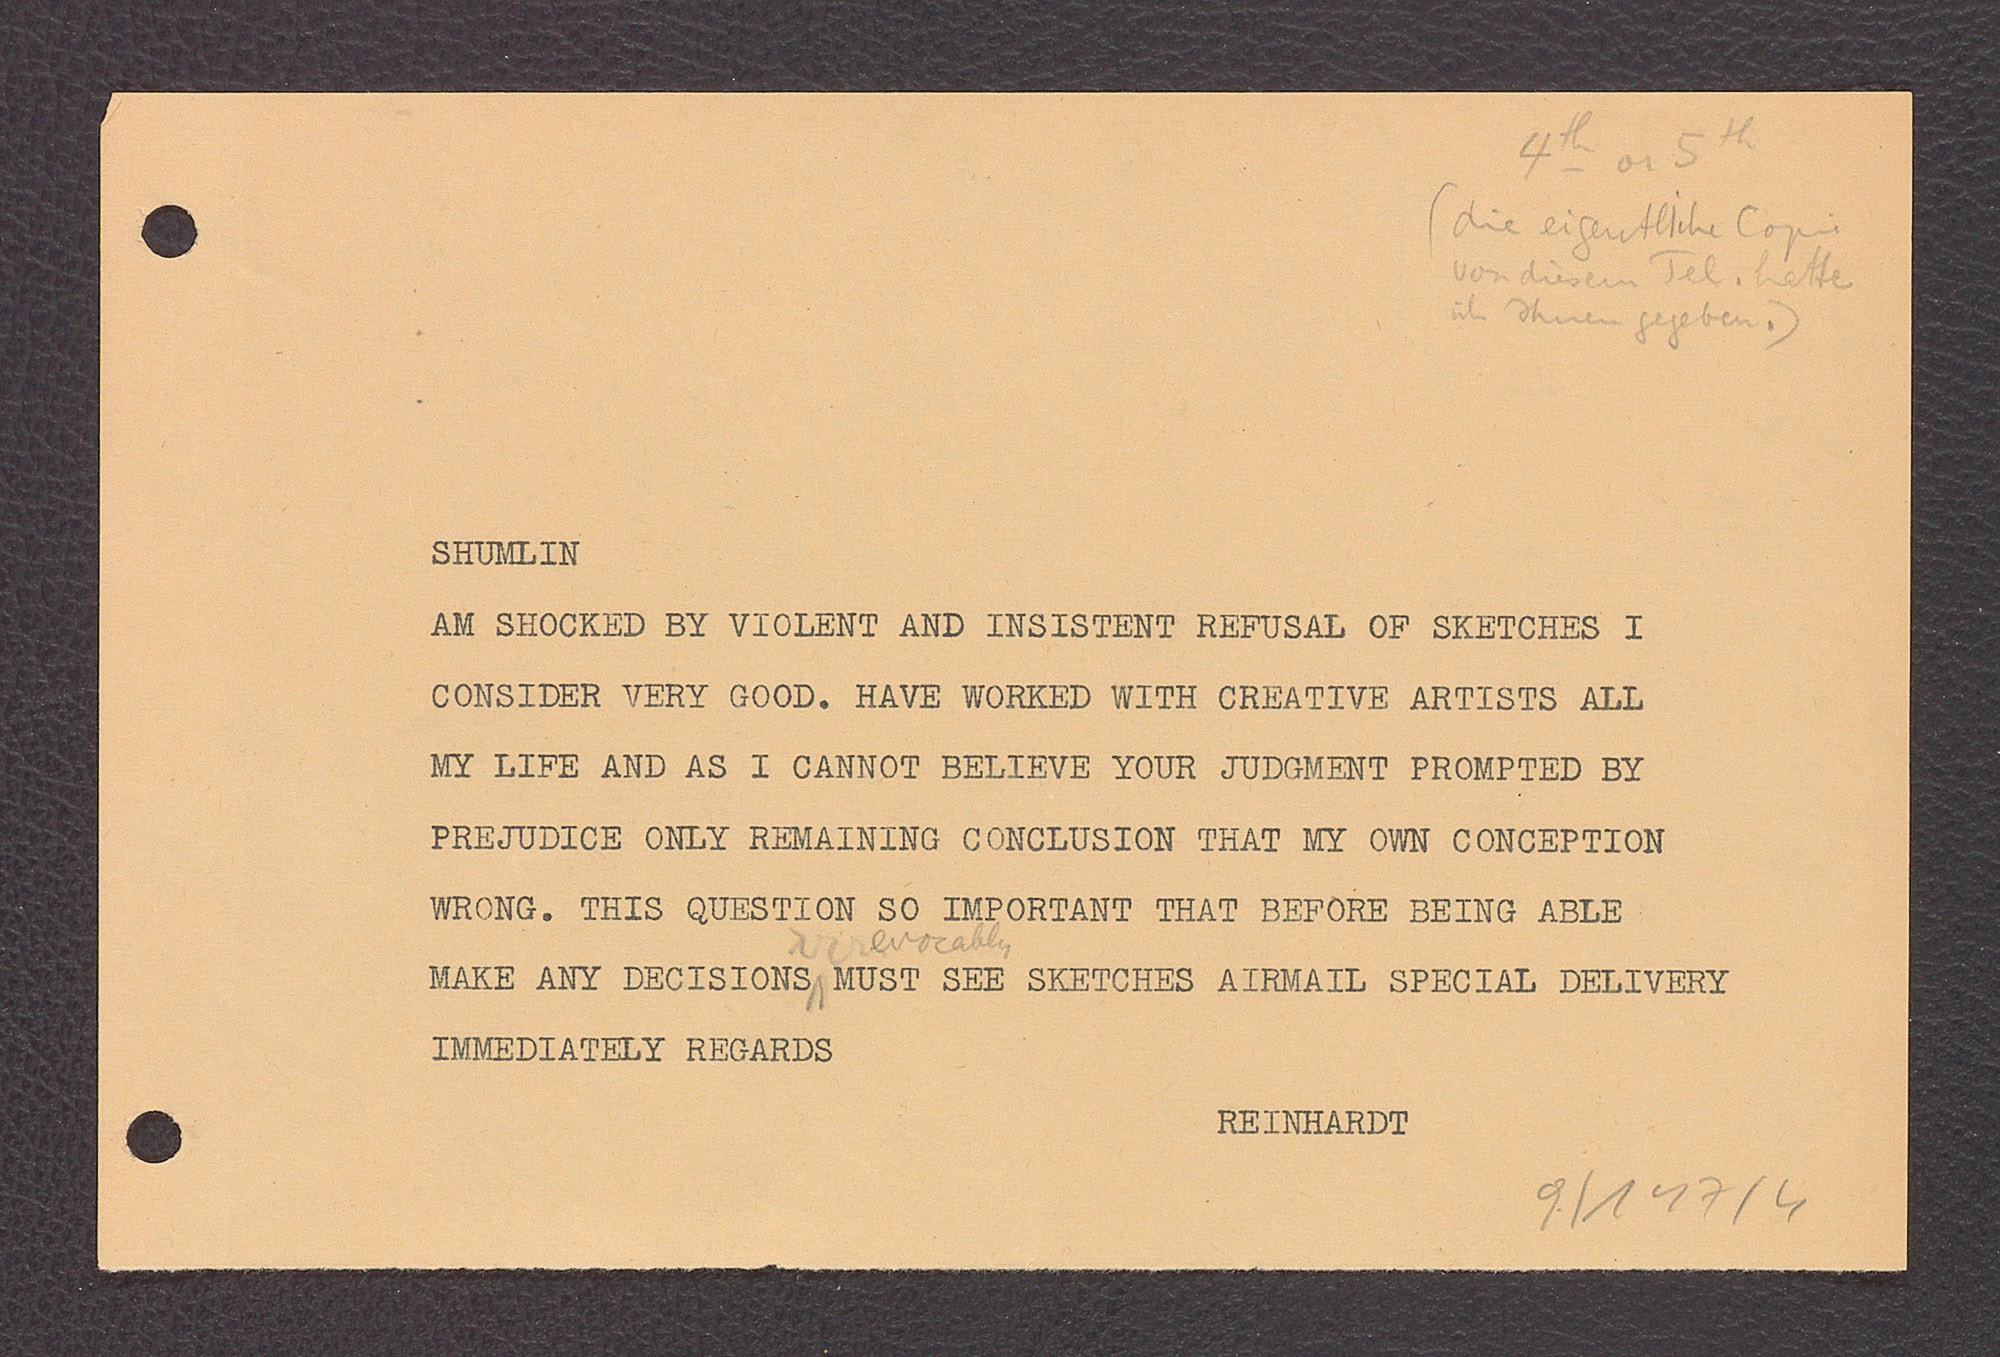 4th or 5th
(die eigentliche Copie
von diesem Tel. hatte
ich Ihnen gegeben.)
SHUMLIN
AM SHOCKED BY VIOLENT AND INSISTENT REFUSAL OF SKETCHES I
CONSIDER VERY GOOD. HAVE WORKED WITH CREATIVE ARTISTS ALL
MY LIFE AND AS I CANNOT BELIEVE YOUR JUDGMENT PROMPTED BY
PREJUDICE ONLY REMAINING CONCLUSION THAT MY OWN CONCEPTION
WRONG. THIS QUESTION SO IMPORTANT THAT BEFORE BEING ABLE
irrevocably
MAKE ANY DECISIONS MUST SEE SKETCHES AIRMAIL SPECIAL DELIVERY
IMMEDIATELY REGARDS
REINHARDT